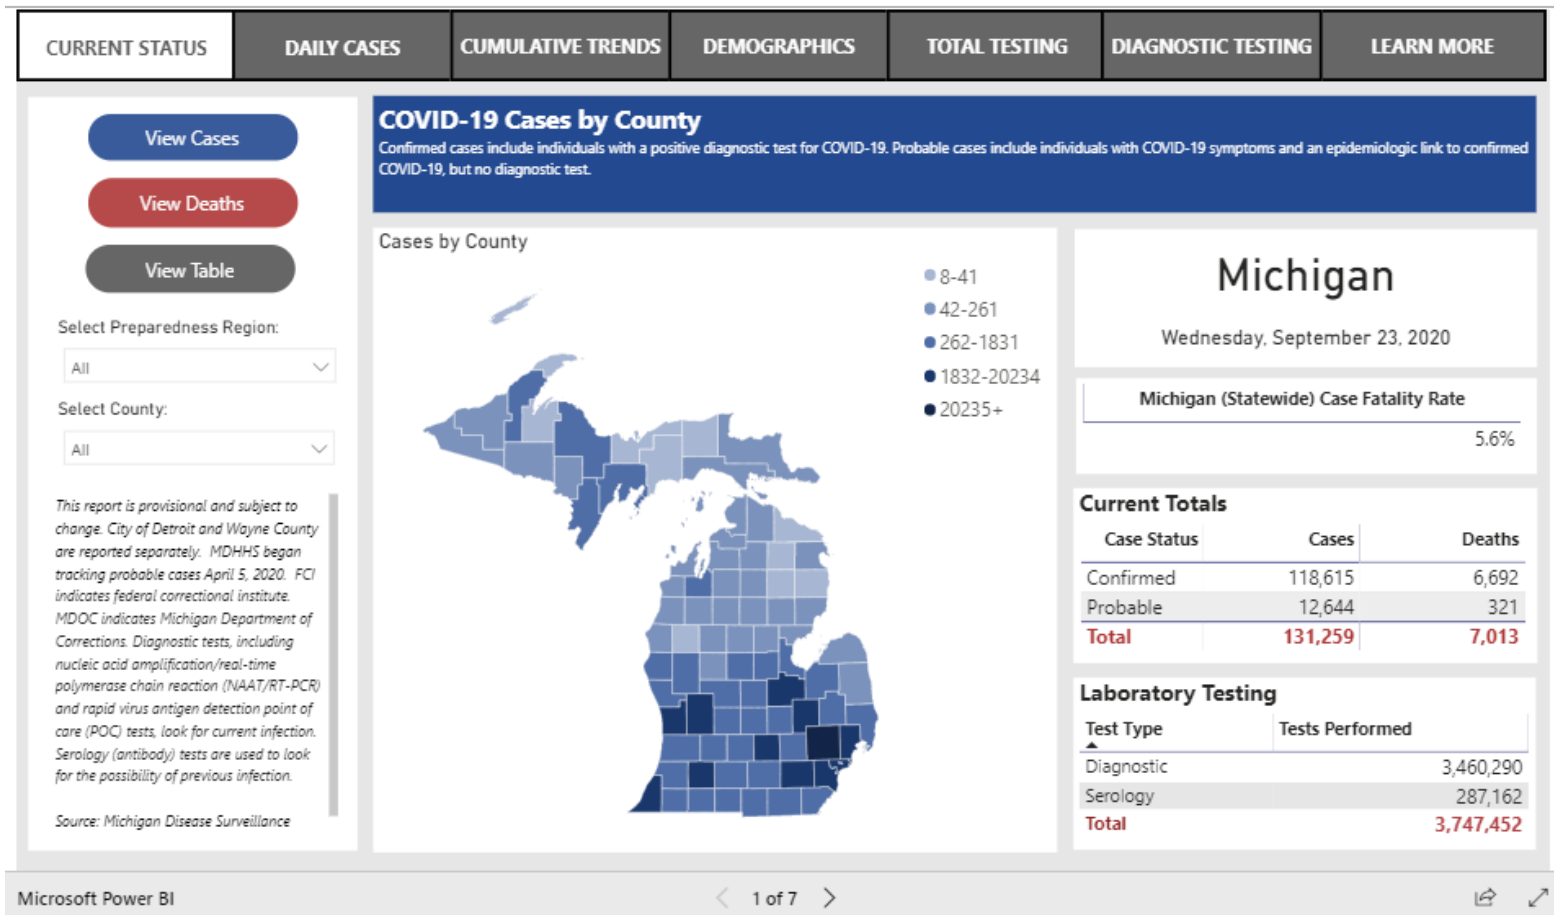 CURRENT STATUS
DAILY CASES
CUMULATIVE TRENDS
DEMOGRAPHICS
TOTAL TESTING
DIAGNOSTIC TESTING
LEARN MORE
View Cases
View Deaths
View Table
Select Preparedness Region:
All
Select County:
All
This report is provisional and subject to
change. City of Detroit and Wayne County
are reported separately. MDHHS began
tracking probable cases April 5, 2020. FCI
indicates federal correctional institute.
MDOC indicates Michigan Department of
Corrections. Diagnostic tests, including
nucleic acid amplification/real-time
polymerase chain reaction (NAAT/RT-PCR)
and rapid virus antigen detection point of
care (POC) tests, look for current infection.
Serology (antibody) tests are used to look
for the possibility of previous infection.
Source: Michigan Disease Surveillance
COVID-19 Cases by County
Confirmed cases include individuals with a positive diagnostic test for COVID-19. Probable cases include individuals with COVID-19 symptoms and an epidemiologic link to confirmed
COVID-19, but no diagnostic test.
Cases by County
8-41
42-261
262-1831
1832-20234
20235+
Michigan
Wednesday, September 23, 2020
Michigan (Statewide) Case Fatality Rate
5.6%
Current Totals
Case Status Cases Deaths
Confirmed 118,615 6,692
Probable 12,644 321
Total 131,259 7,013
Laboratory Testing
Test Type Tests Performed
Diagnostic 3,460,290
Serology 287,162
Total 3,747,452
Microsoft Power BI
1 of 7